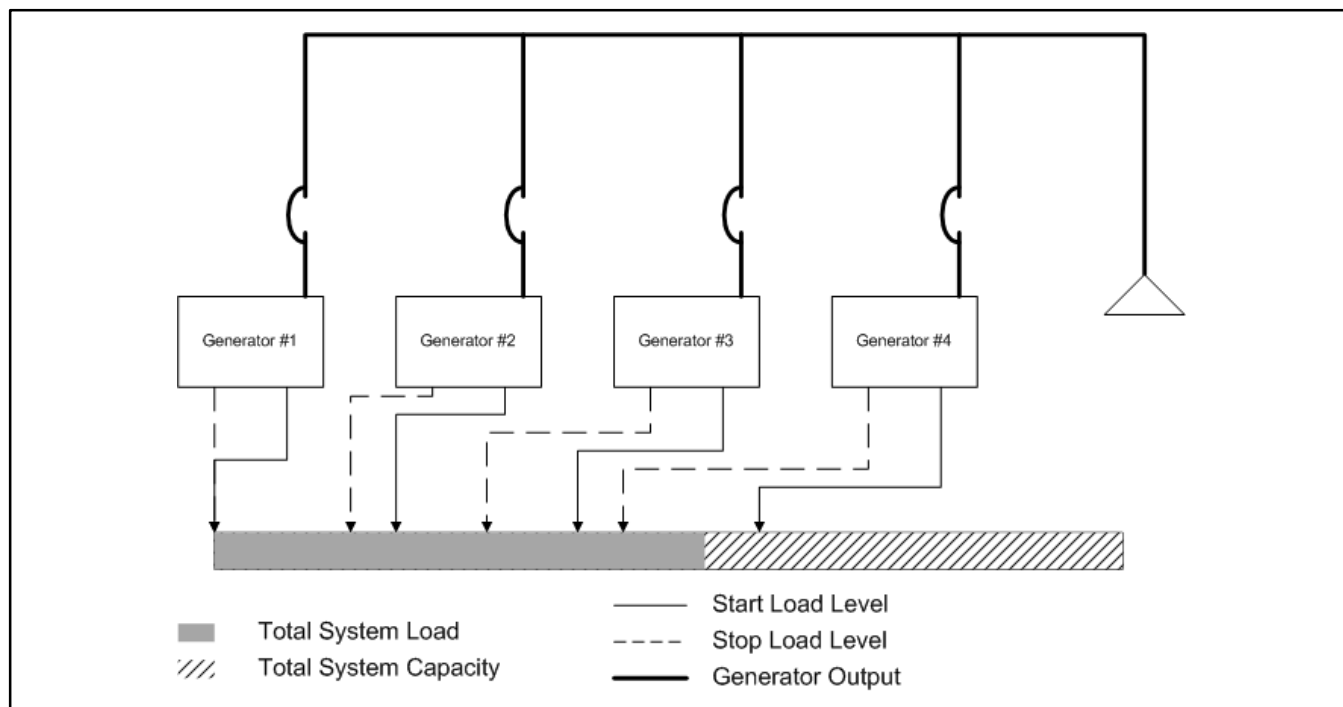 Generator #1
Generator #2
Generator #3
Generator #4
Total System Load
Total System Capacity
Start Load Level
Stop Load Level
Generator Output